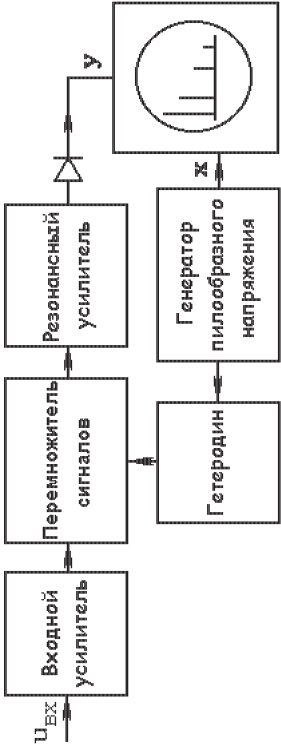 uВХ
Входной
усилитель
Перемножитель
сигналов
Резонансный
усилитель
y
Гетеродин
Генератор
пилообразного
напряжения
x